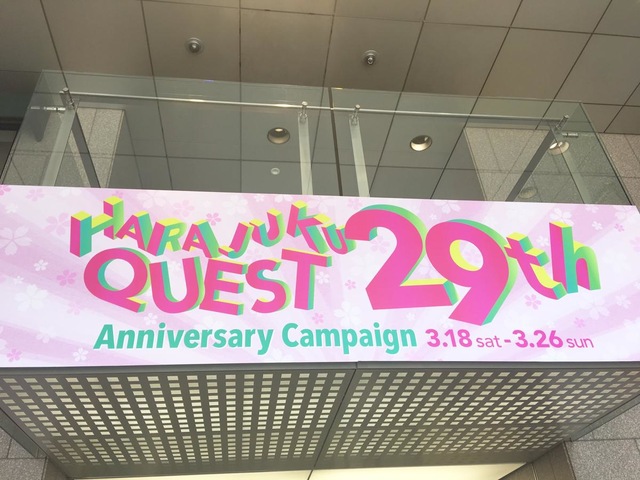 HARAJUKU
QUEST 29th
Anniversary Campaign 3.18 sat - 3.26 sun